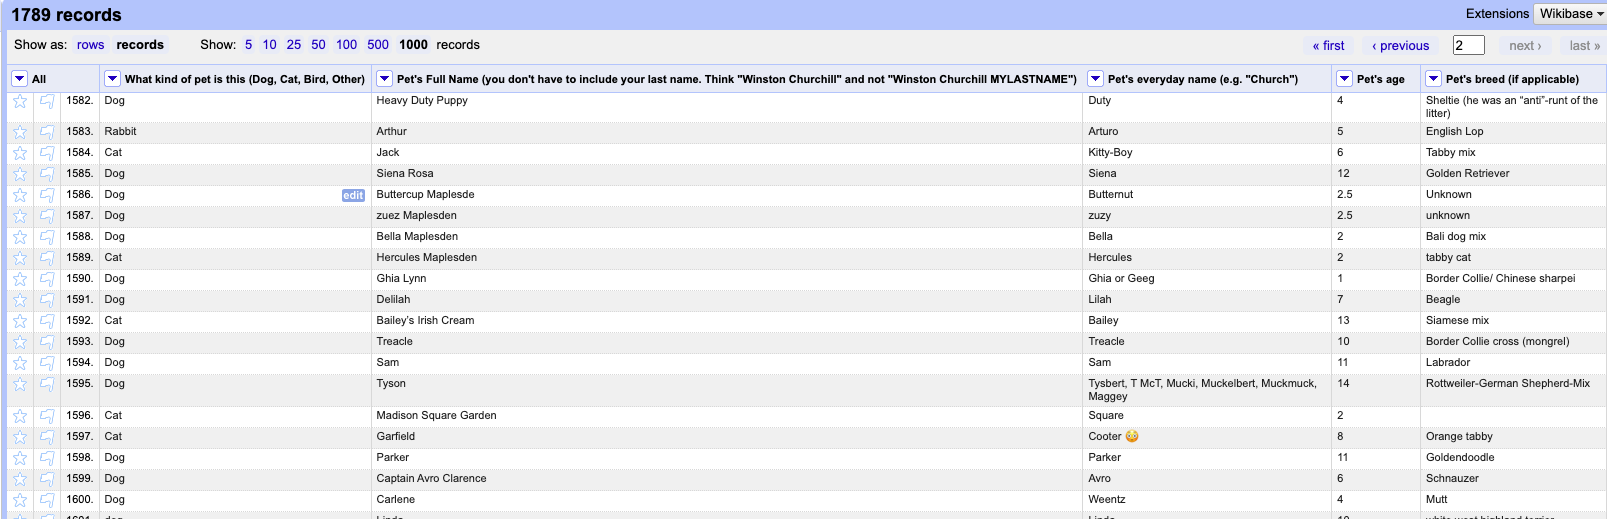 1789 records
Extensions Wikibase
Show as: rows records Show: 5 10 25 50 100 500 1000 records « first ‹ previous 2 next › last »
All What kind of pet is this (Dog, Cat, Bird, Other) Pet's Full Name (you don't have to include your last name. Think "Winston Churchill" and not "Winston Churchill MYLASTNAME") Pet's everyday name (e.g. "Church") Pet's age Pet's breed (if applicable)
1582. Dog Heavy Duty Puppy Duty 4 Sheltie (he was an “anti”-runt of the
litter)
1583. Rabbit Arthur Arturo 5 English Lop
1584. Cat Jack Kitty-Boy 6 Tabby mix
1585. Dog Siena Rosa Siena 12 Golden Retriever
1586. Dog edit Buttercup Maplesde Butternut 2.5 Unknown
1587. Dog zuez Maplesden zuzy 2.5 unknown
1588. Dog Bella Maplesden Bella 2 Bali dog mix
1589. Cat Hercules Maplesden Hercules 2 tabby cat
1590. Dog Ghia Lynn Ghia or Geeg 1 Border Collie/ Chinese sharpei
1591. Dog Delilah Lilah 7 Beagle
1592. Cat Bailey’s Irish Cream Bailey 13 Siamese mix
1593. Dog Treacle Treacle 10 Border Collie cross (mongrel)
1594. Dog Sam Sam 11 Labrador
1595. Dog Tyson Tysbert, T McT, Mucki, Muckelbert, Muckmuck, 14 Rottweiler-German Shepherd-Mix
Maggey
1596. Cat Madison Square Garden Square 2
1597. Cat Garfield Cooter 😳 8 Orange tabby
1598. Dog Parker Parker 11 Goldendoodle
1599. Dog Captain Avro Clarence Avro 6 Schnauzer
1600. Dog Carlene Weentz 4 Mutt